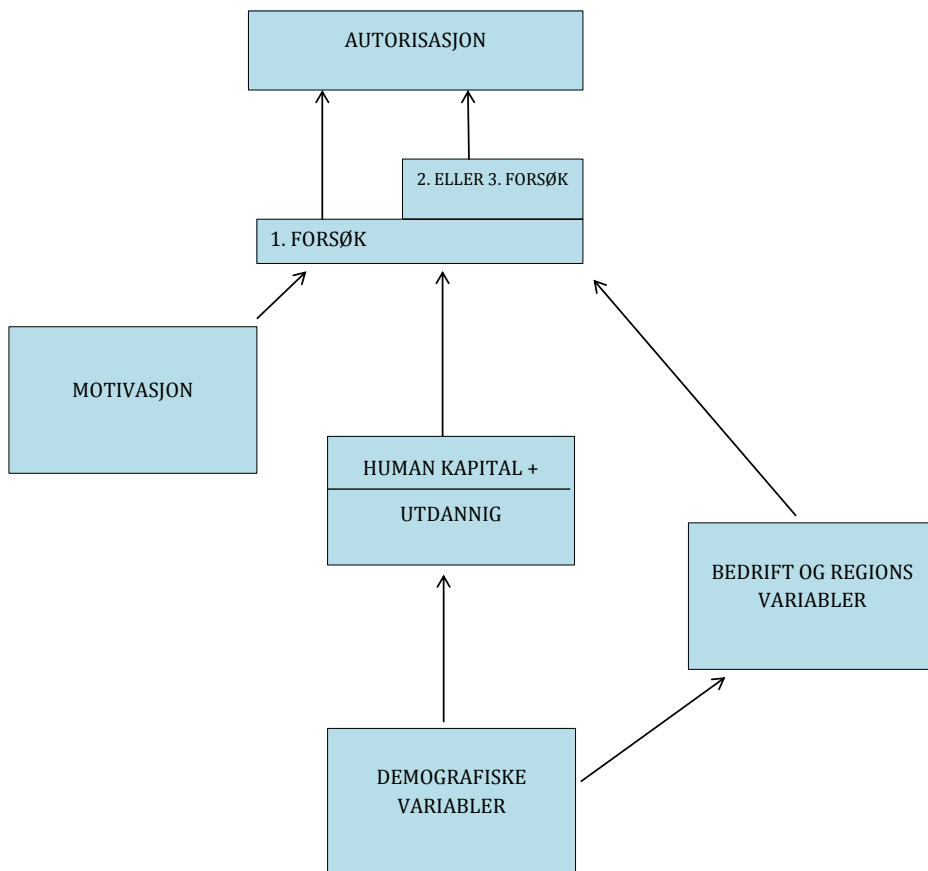 AUTORISASJON
2. ELLER 3. FORSØK
1. FORSØK
MOTIVASJON
HUMAN KAPITAL +
UTDANNIG
BEDRIFT OG REGIONS
VARIABLER
DEMOGRAFISKE
VARIABLER